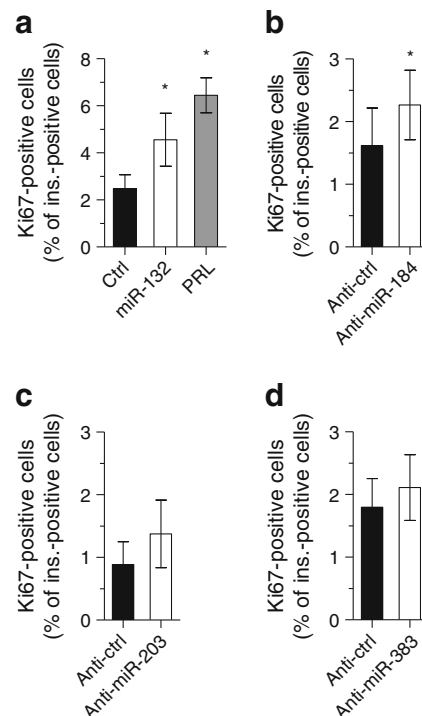 a
Ki67-positive cells
(% of ins.-positive cells)
8
6
4
2
0
*
*
Ctrl
miR-132
PRL
b
Ki67-positive cells
(% of ins.-positive cells)
3
2
1
0
*
Anti-ctrl
Anti-miR-184
c
Ki67-positive cells
(% of ins.-positive cells)
3
2
1
0
Anti-ctrl
Anti-miR-203
d
Ki67-positive cells
(% of ins.-positive cells)
3
2
1
0
Anti-ctrl
Anti-miR-383